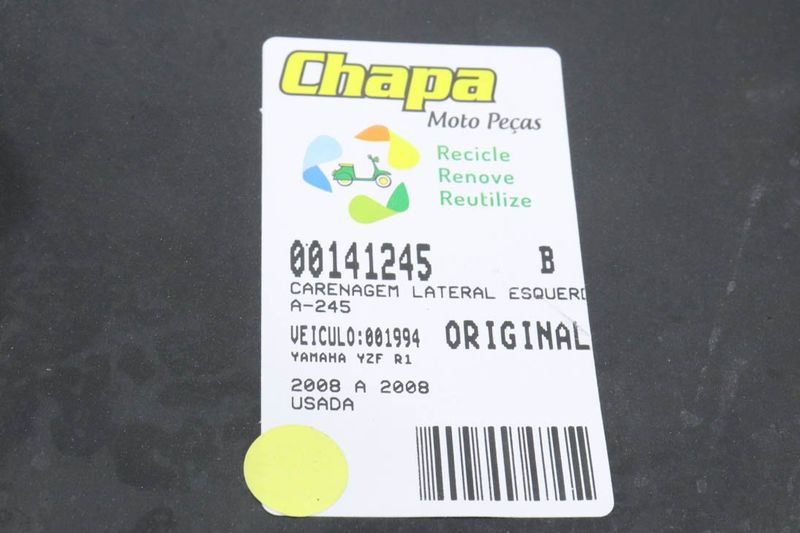 Chapa
Moto Peças
Recicle
Renove
Reutilize
00141245 B
CARENAGEM LATERAL ESQUERD
A-245
VEICULO:001994 ORIGINAL
YAMAHA YZF R1
2008 A 2008
USADA